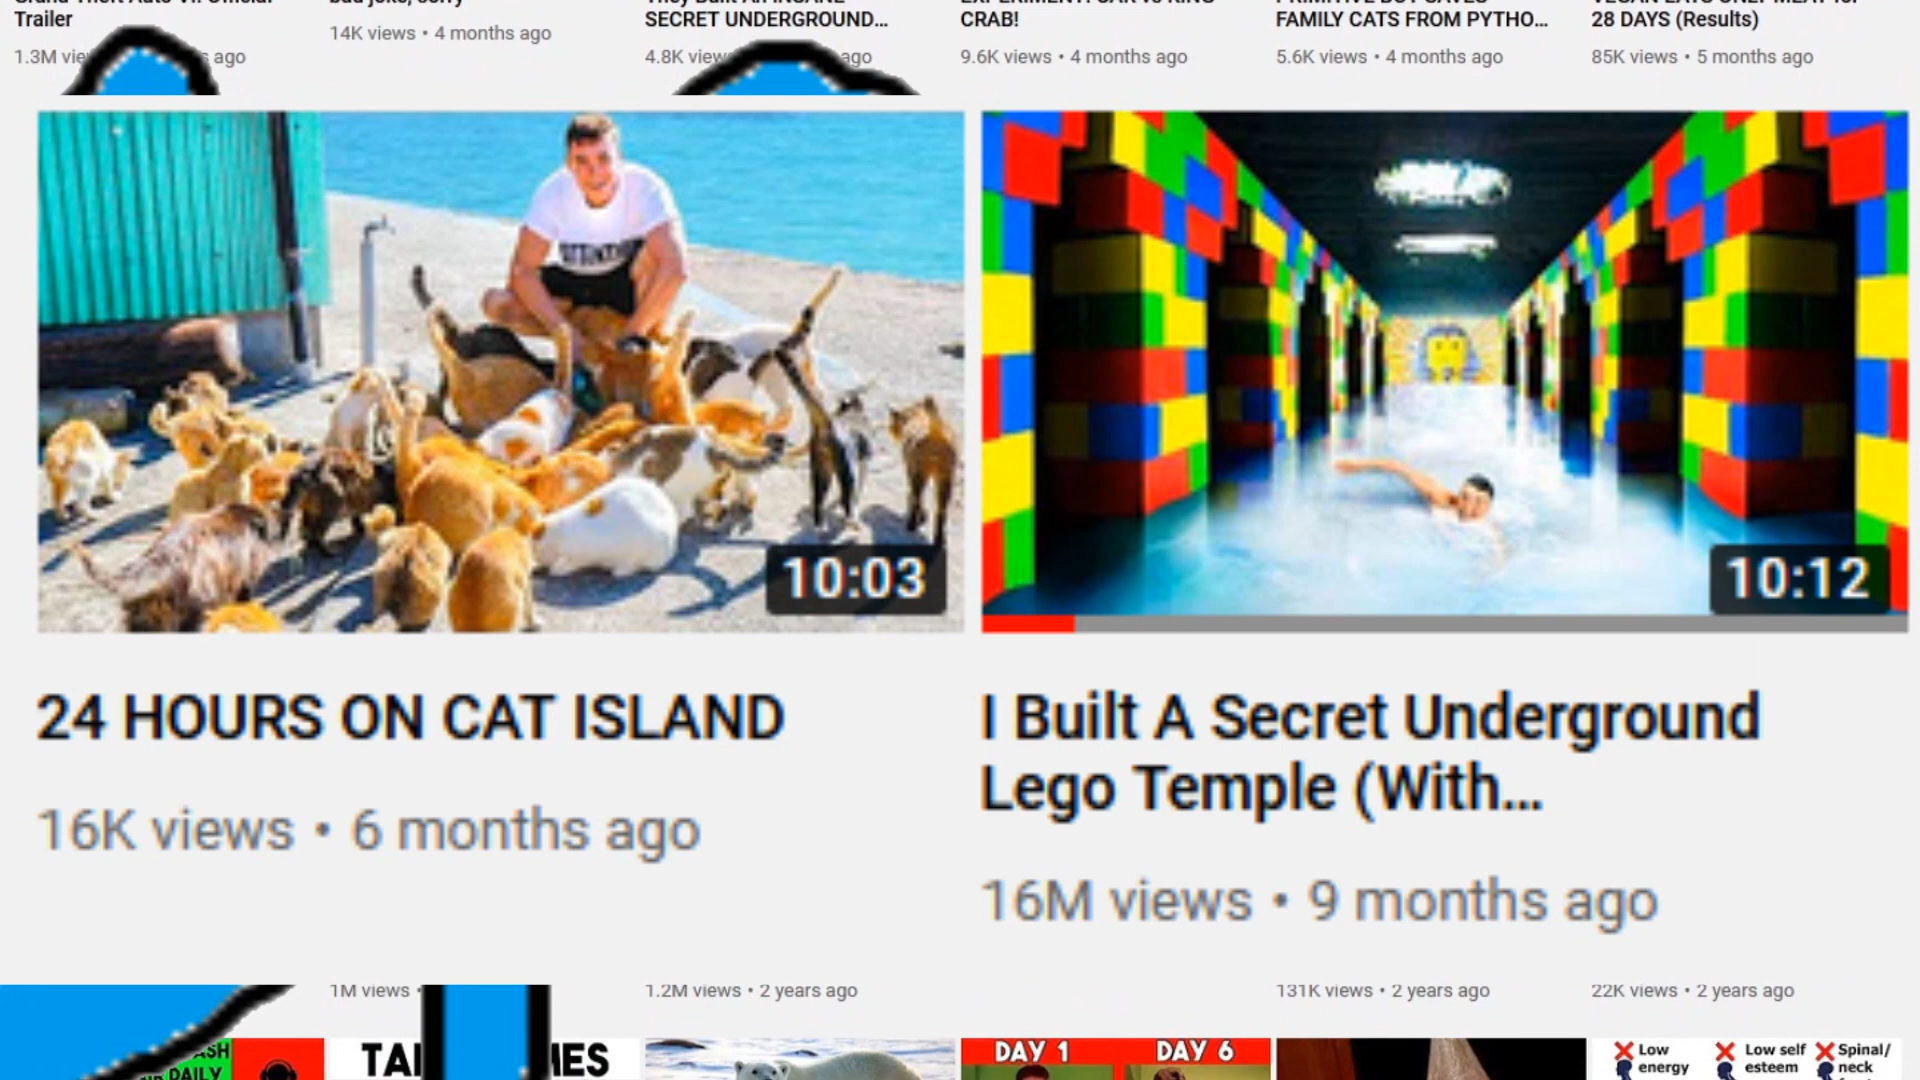 Trailer
1.3M
ago
14K views • 4 months ago
SECRET UNDERGROUND...
4.8K
ago
CRAB!
9.6K views • 4 months ago
FAMILY CATS FROM PYTHO...
5.6K views • 4 months ago
28 DAYS (Results)
85K views • 5 months ago
10:03
10:12
24 HOURS ON CAT ISLAND
16K views • 6 months ago
I Built A Secret Underground
Lego Temple (With...
16M views • 9 months ago
1M views •
1.2M views • 2 years ago
131K views • 2 years ago
22K views • 2 years ago
DAILY
DAY 1
DAY 6
Low
energy
Low self
esteem
Spinal/
neck